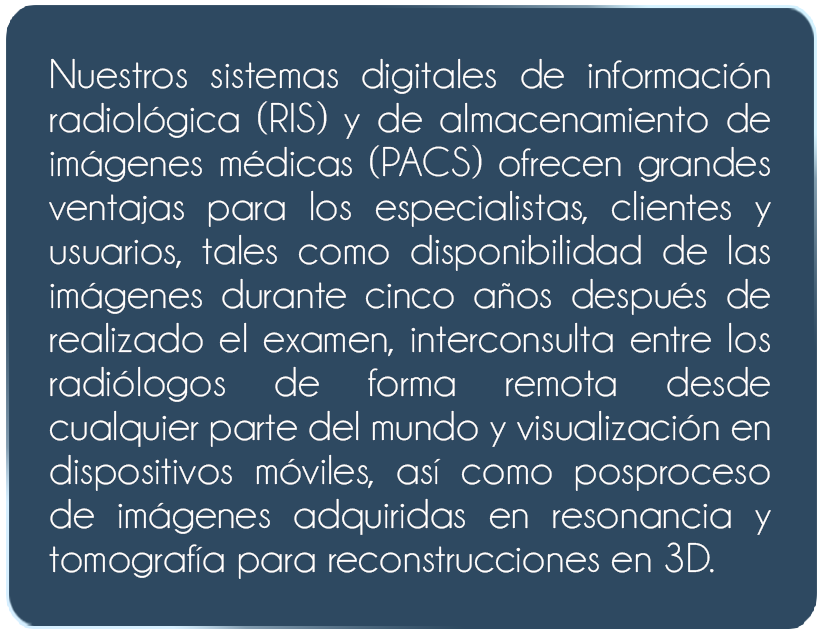 Nuestros sistemas digitales de información
radiológica (RIS) y de almacenamiento de
imágenes médicas (PACS) ofrecen grandes
ventajas para los especialistas, clientes y
usuarios, tales como disponibilidad de las
imágenes durante cinco años después de
realizado el examen, interconsulta entre los
radiólogos de forma remota desde
cualquier parte del mundo y visualización en
dispositivos móviles, así como posproceso
de imágenes adquiridas en resonancia y
tomografía para reconstrucciones en 3D.